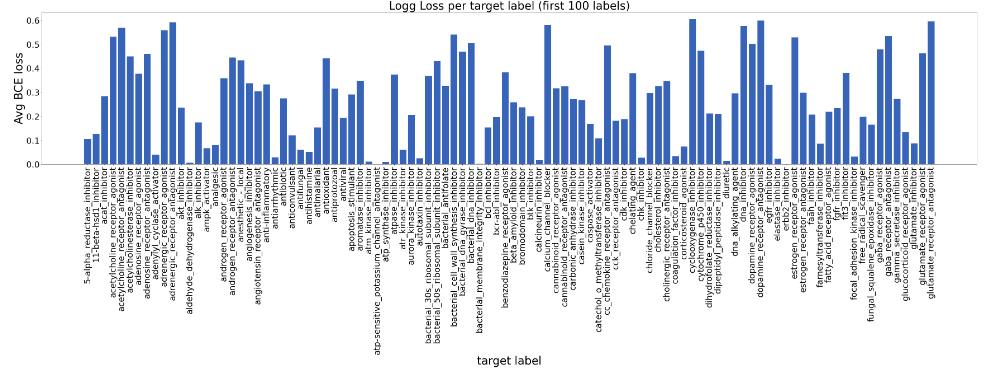 Logg Loss per target label (first 100 labels)
Avg BCE loss
0.6
0.5
0.4
0.3
0.2
0.1
0.0
5-alpha_reductase_inhibitor
11-beta-hsd1_inhibitor
acat_inhibitor
acetylcholine_receptor_agonist
acetylcholine_receptor_antagonist
acetylcholinesterase_inhibitor
adenosine_receptor_agonist
adenosine_receptor_antagonist
adenylyl_cyclase_activator
adrenergic_receptor_agonist
adrenergic_receptor_antagonist
akt_inhibitor
aldehyde_dehydrogenase_inhibitor
alk_inhibitor
ampk_activator
analgesic
androgen_receptor_agonist
androgen_receptor_antagonist
anesthetic_-_local
angiogenesis_inhibitor
angiotensin_receptor_antagonist
anti-inflammatory
antiarrhythmic
antibiotic
anticonvulsant
antifungal
antihistamine
antimalarial
antioxidant
antiprotozoal
antiviral
apoptosis_stimulant
aromatase_inhibitor
atm_kinase_inhibitor
atp-sensitive_potassium_channel_antagonist
atp_synthase_inhibitor
atpase_inhibitor
atr_kinase_inhibitor
aurora_kinase_inhibitor
autotaxin_inhibitor
bacterial_30s_ribosomal_subunit_inhibitor
bacterial_50s_ribosomal_subunit_inhibitor
bacterial_antifolate
bacterial_cell_wall_synthesis_inhibitor
bacterial_dna_gyrase_inhibitor
bacterial_dna_inhibitor
bacterial_membrane_integrity_inhibitor
bcl_inhibitor
bcr-abl_inhibitor
benzodiazepine_receptor_agonist
beta_amyloid_inhibitor
bromodomain_inhibitor
btk_inhibitor
calcineurin_inhibitor
calcium_channel_blocker
cannabinoid_receptor_agonist
cannabinoid_receptor_antagonist
carbonic_anhydrase_inhibitor
casein_kinase_inhibitor
caspase_activator
catechol_o_methyltransferase_inhibitor
cc_chemokine_receptor_antagonist
cck_receptor_antagonist
cdk_inhibitor
chelating_agent
chk_inhibitor
chloride_channel_blocker
cholesterol_inhibitor
cholinergic_receptor_antagonist
coagulation_factor_inhibitor
corticosteroid_agonist
cyclooxygenase_inhibitor
cytochrome_p450_inhibitor
dihydrofolate_reductase_inhibitor
dipeptidyl_peptidase_inhibitor
diuretic
dna_alkylating_agent
dna_inhibitor
dopamine_receptor_agonist
dopamine_receptor_antagonist
egfr_inhibitor
elastase_inhibitor
erbb2_inhibitor
estrogen_receptor_agonist
estrogen_receptor_antagonist
faah_inhibitor
farnesyltransferase_inhibitor
fatty_acid_receptor_agonist
fgfr_inhibitor
flt3_inhibitor
focal_adhesion_kinase_inhibitor
free_radical_scavenger
fungal_squalene_epoxidase_inhibitor
gaba_receptor_agonist
gaba_receptor_antagonist
gamma_secretase_inhibitor
glucocorticoid_receptor_agonist
glutamate_inhibitor
glutamate_receptor_agonist
glutamate_receptor_antagonist
target label